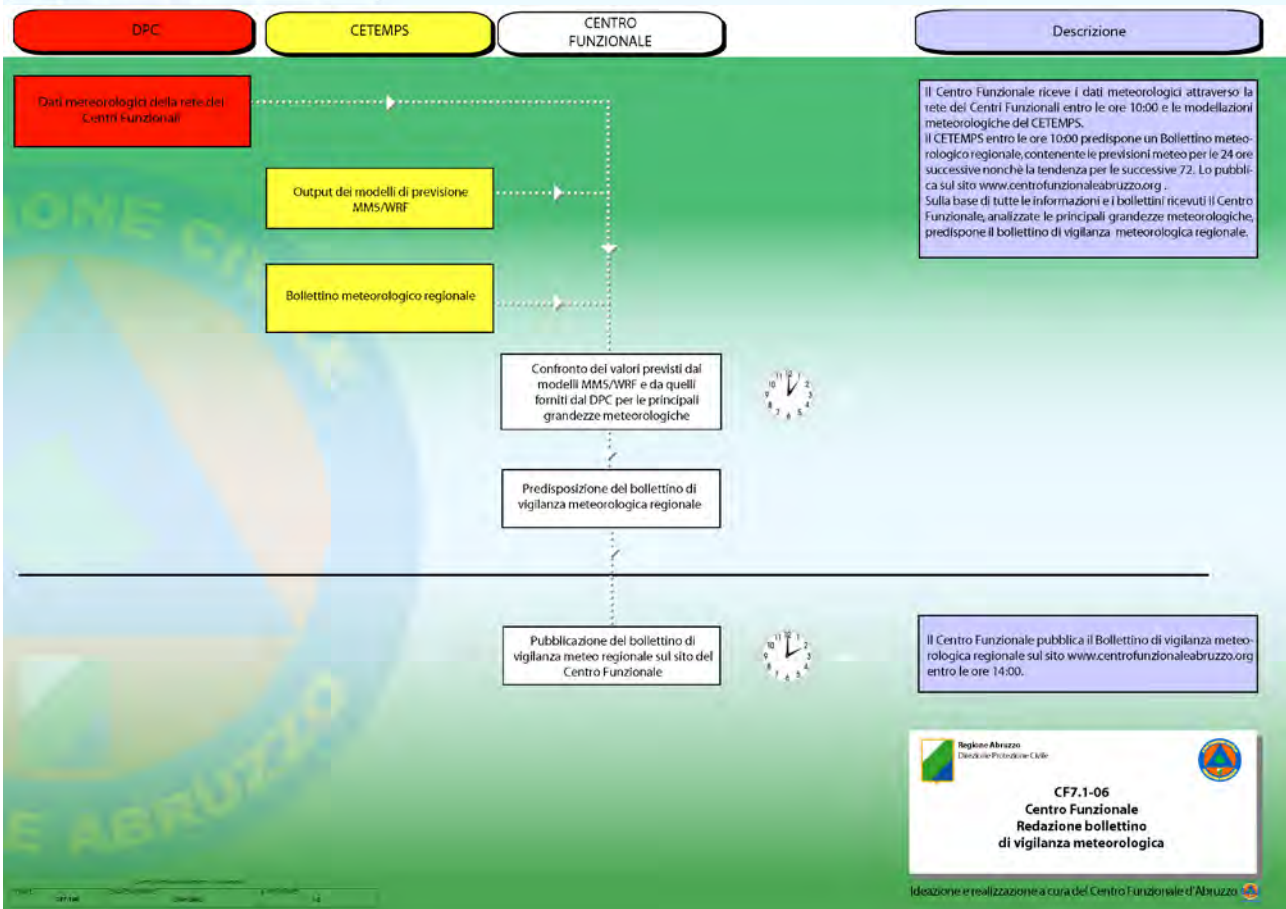 DPC
CETEMPS
CENTRO
FUNZIONALE
Descrizione
Dati meteorologici della rete dei
Centri Funzionali
Output dei modelli di previsione
MM5/WRF
Bollettino meteorologico regionale
Confronto dei valori previsti dai
modelli MM5/WRF e da quelli
forniti dal DPC per le principali
grandezze meteorologiche
Predisposizione del bollettino di
vigilanza meteorologica regionale
Pubblicazione del bollettino di
vigilanza meteo regionale sul sito del
Centro Funzionale
Il Centro Funzionale riceve i dati meteorologici attraverso la
rete dei Centri Funzionali entro le ore 10:00 e le modellazioni
meteorologiche del CETEMPS.
Il CETEMPS entro le ore 10:00 predispone un Bollettino meteo-
rologico regionale, contenente le previsioni meteo per le 24 ore
successive nonchè la tendenza per le successive 72. Lo pubbli-
ca sul sito www.centrofunzionaleabruzzo.org .
Sulla base di tutte le informazioni e i bollettini ricevuti il Centro
Funzionale, analizzate le principali grandezze meteorologiche,
predispone il bollettino di vigilanza meteorologica regionale.
Il Centro Funzionale pubblica il Bollettino di vigilanza meteo-
rologica regionale sul sito www.centrofunzionaleabruzzo.org
entro le ore 14:00.
Regione Abruzzo
Direzione Protezione Civile
CF7.1-06
Centro Funzionale
Redazione bollettino
di vigilanza meteorologica
Ideazione e realizzazione a cura del Centro Funzionale d'Abruzzo